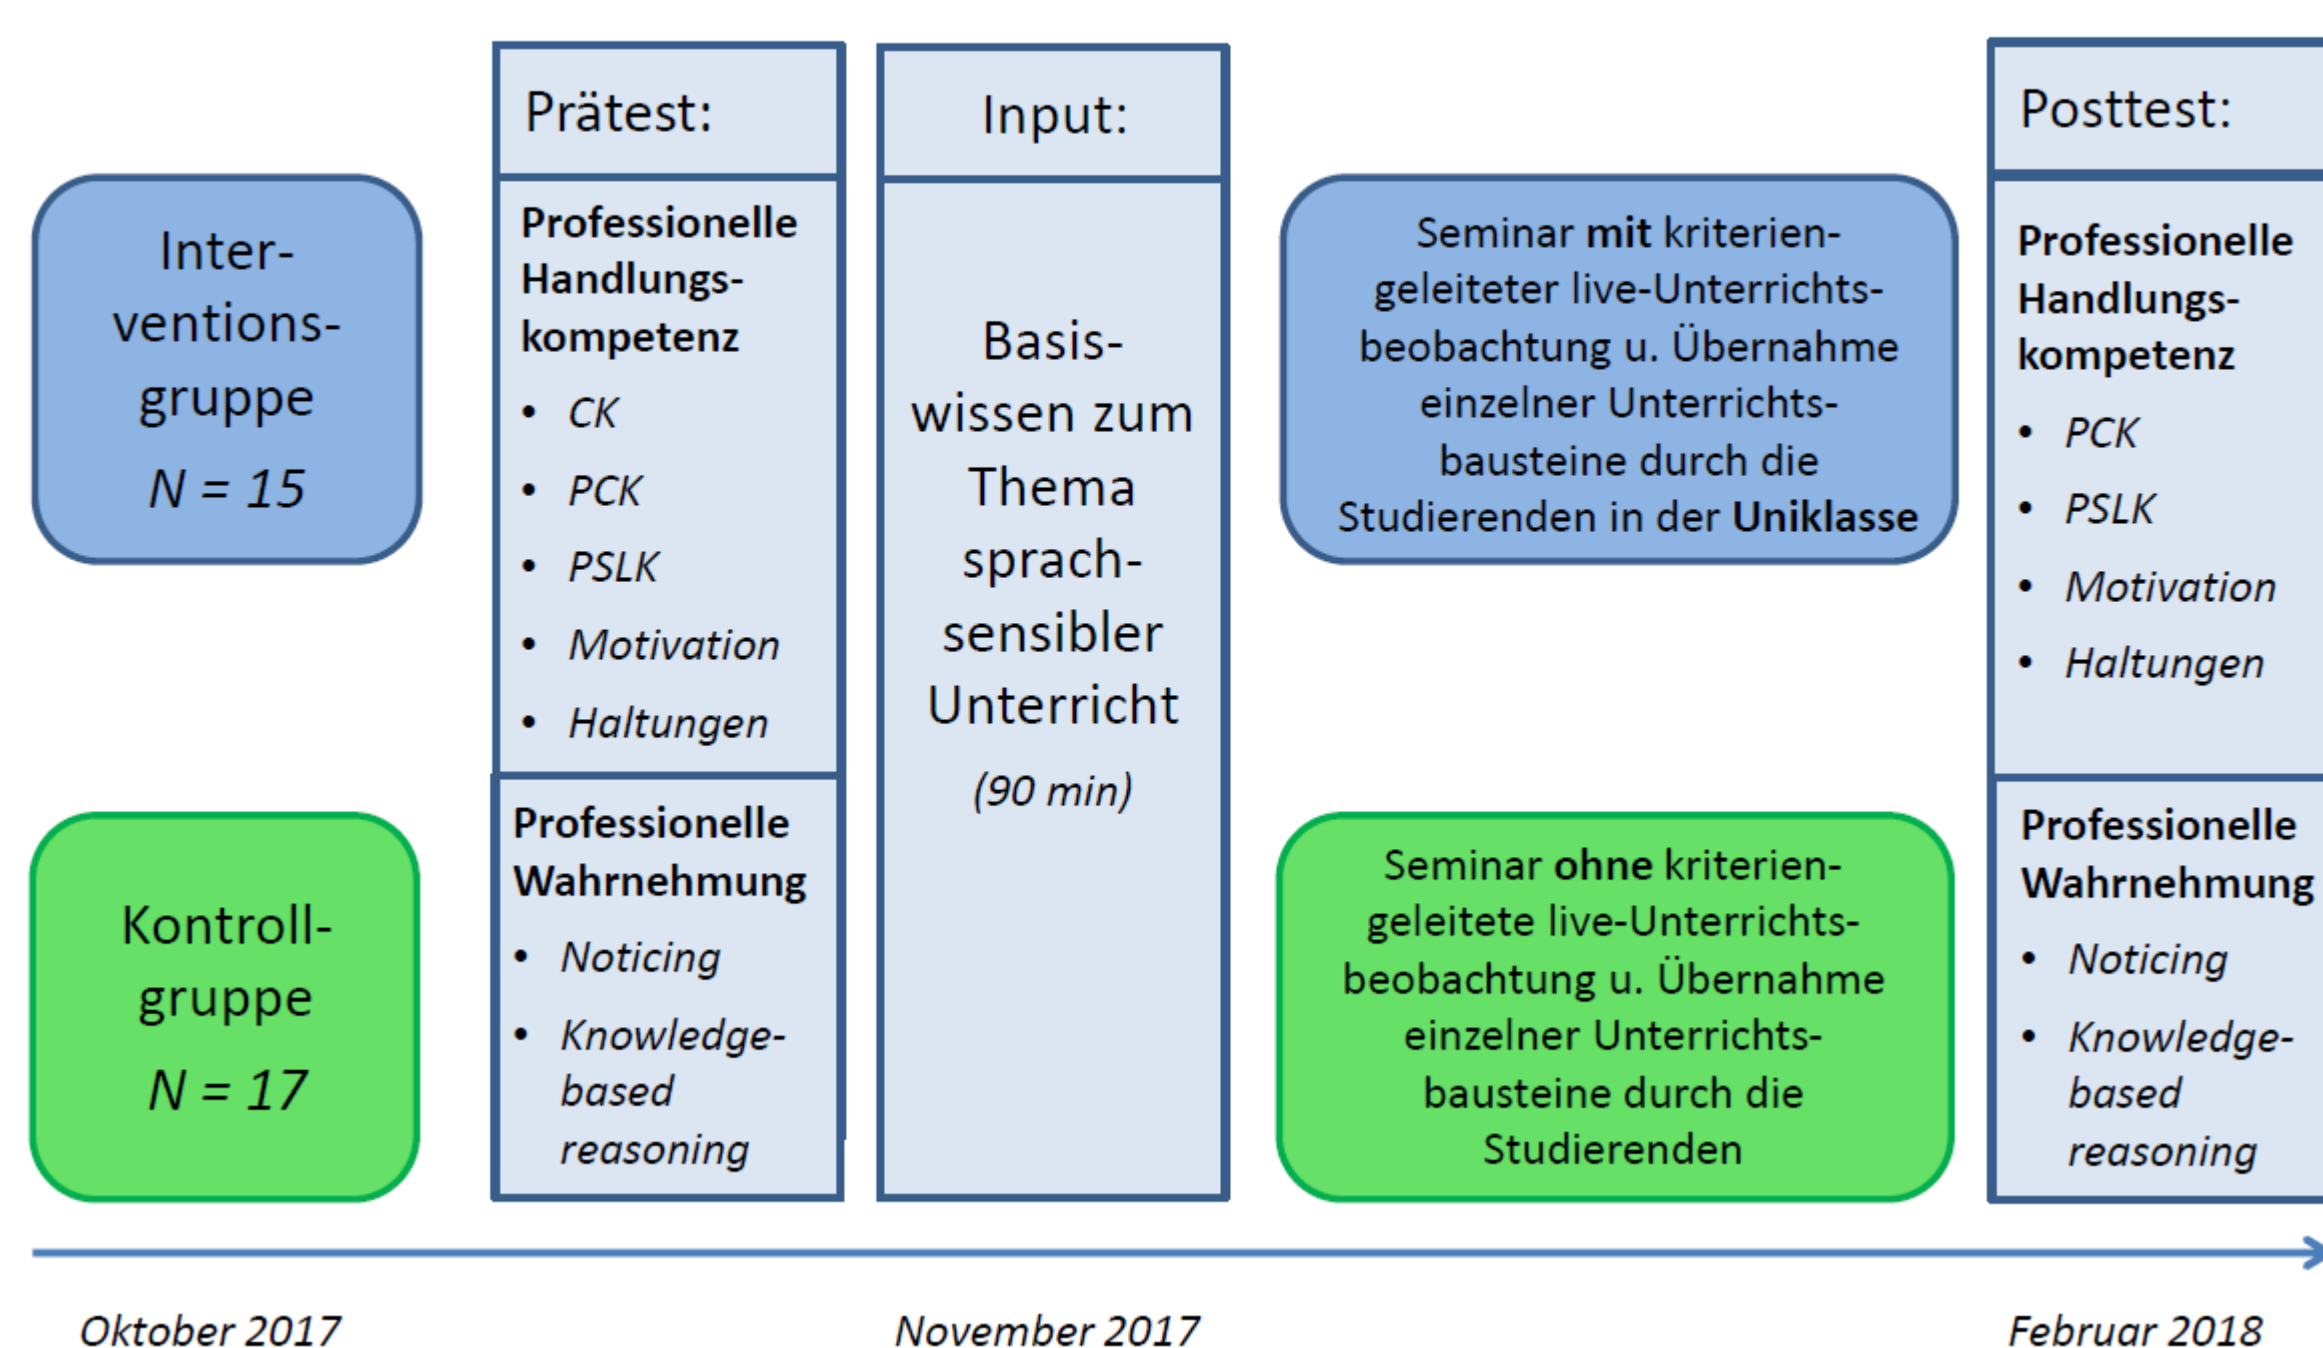 Inter-
ventions-
gruppe
N = 15
Kontroll-
gruppe
N = 17
Prätest:
Professionelle
Handlungs-
kompetenz
• CK
• PCK
• PSLK
• Motivation
• Haltungen
Professionelle
Wahrnehmung
• Noticing
• Knowledge-
based
reasoning
Input:
Basis-
wissen zum
Thema
sprach-
sensibler
Unterricht
(90 min)
Seminar mit kriterien-
geleiteter live-Unterrichts-
beobachtung u. Übernahme
einzelner Unterrichts-
bausteine durch die
Studierenden in der Uniklasse
Seminar ohne kriterien-
geleitete live-Unterrichts-
beobachtung u. Übernahme
einzelner Unterrichts-
bausteine durch die
Studierenden
Posttest:
Professionelle
Handlungs-
kompetenz
• PCK
• PSLK
• Motivation
• Haltungen
Professionelle
Wahrnehmung
• Noticing
• Knowledge-
based
reasoning
Oktober 2017
November 2017
Februar 2018